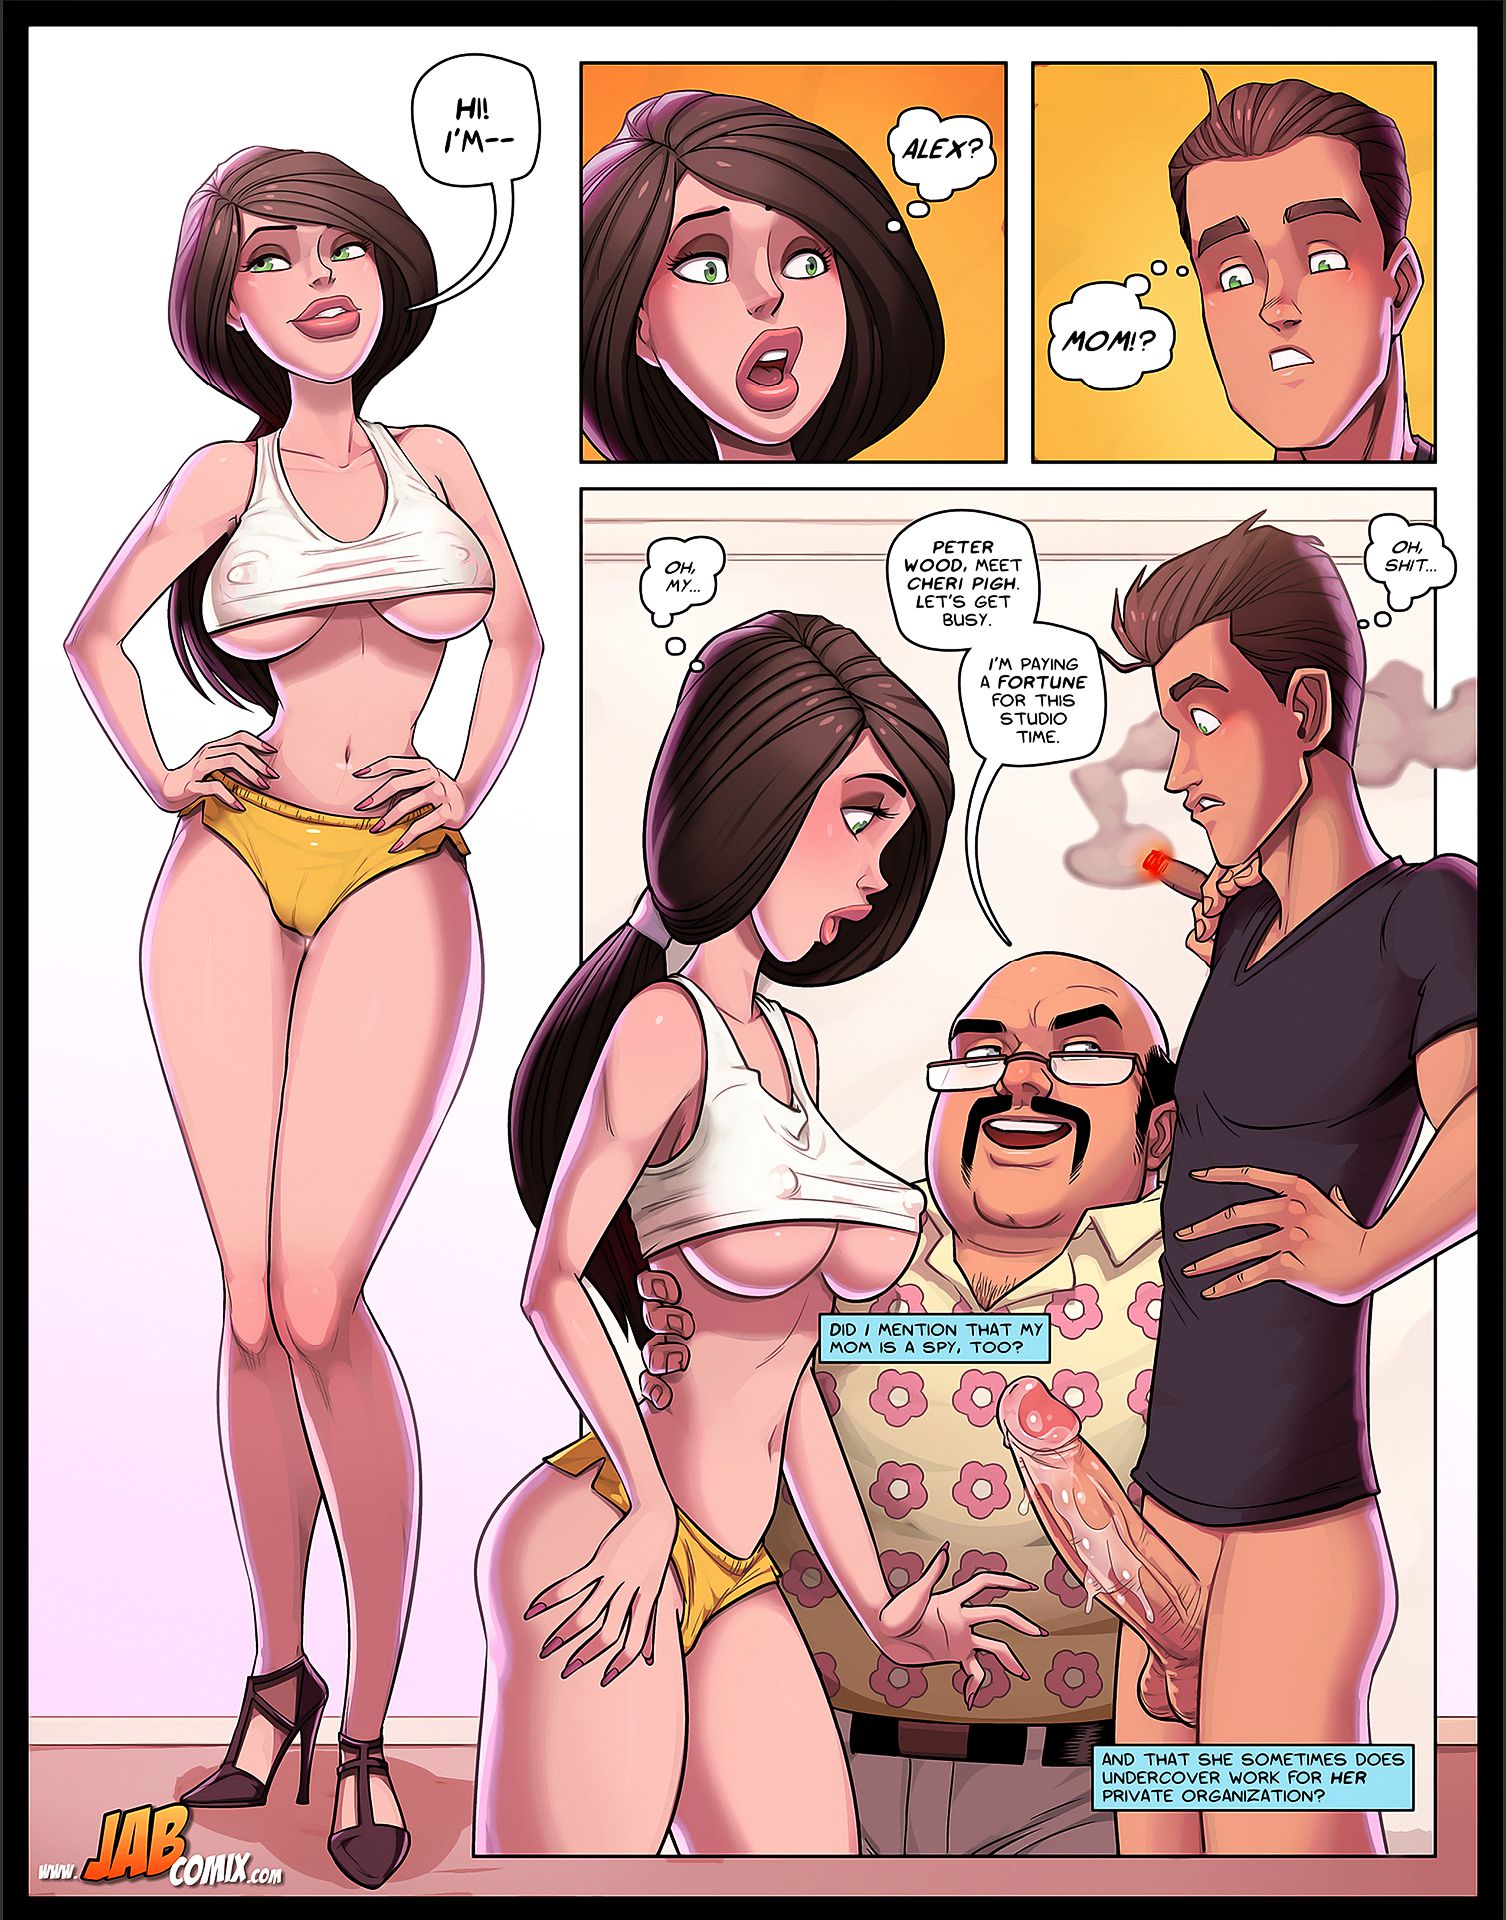 HI!
I'M--
ALEX?
MOM!?
OH,
MY...
PETER
WOOD, MEET
CHERI PIGH.
LET'S GET
BUSY.
I'M PAYING
A FORTUNE
FOR THIS
STUDIO
TIME.
OH,
SHIT...
DID I MENTION THAT MY
MOM IS A SPY, TOO?
AND THAT SHE SOMETIMES DOES
UNDERCOVER WORK FOR HER
PRIVATE ORGANIZATION?
www.JABCOMIX.com